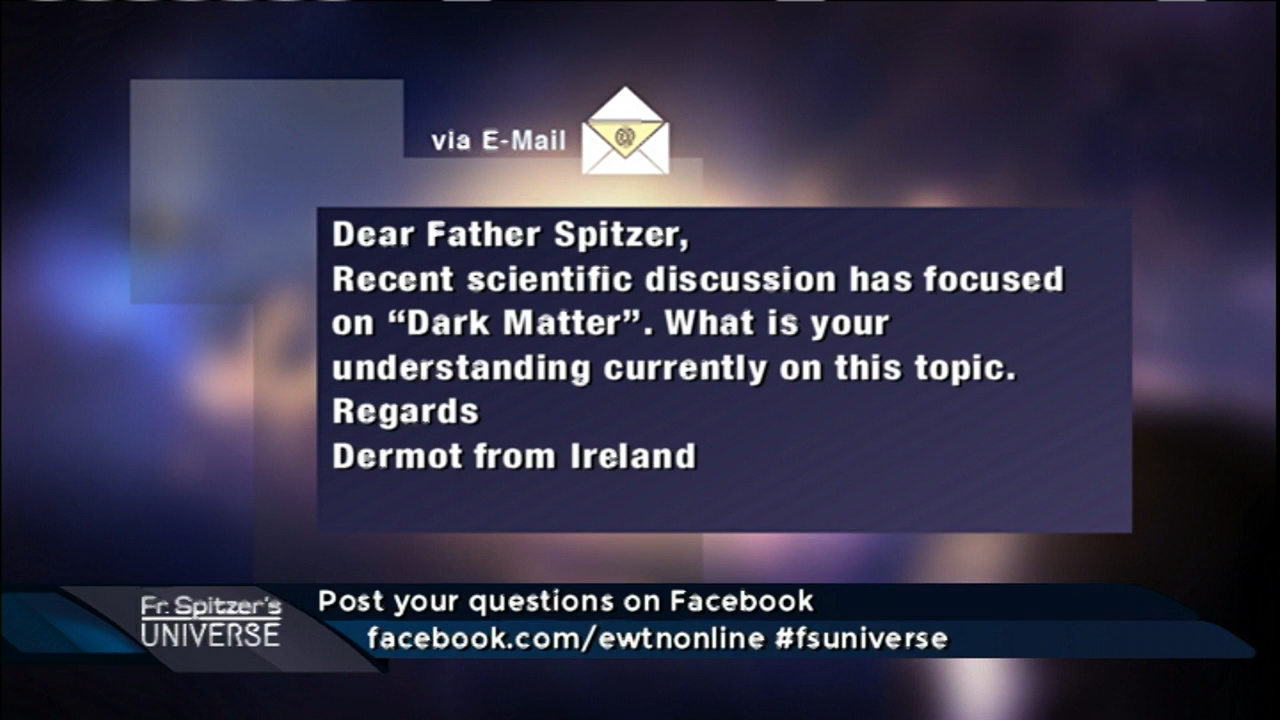 via E-Mail
@
Dear Father Spitzer,
Recent scientific discussion has focused
on “Dark Matter”. What is your
understanding currently on this topic.
Regards
Dermot from Ireland
Fr. Spitzer's
UNIVERSE
Post your questions on Facebook
facebook.com/ewtnonline #fsuniverse